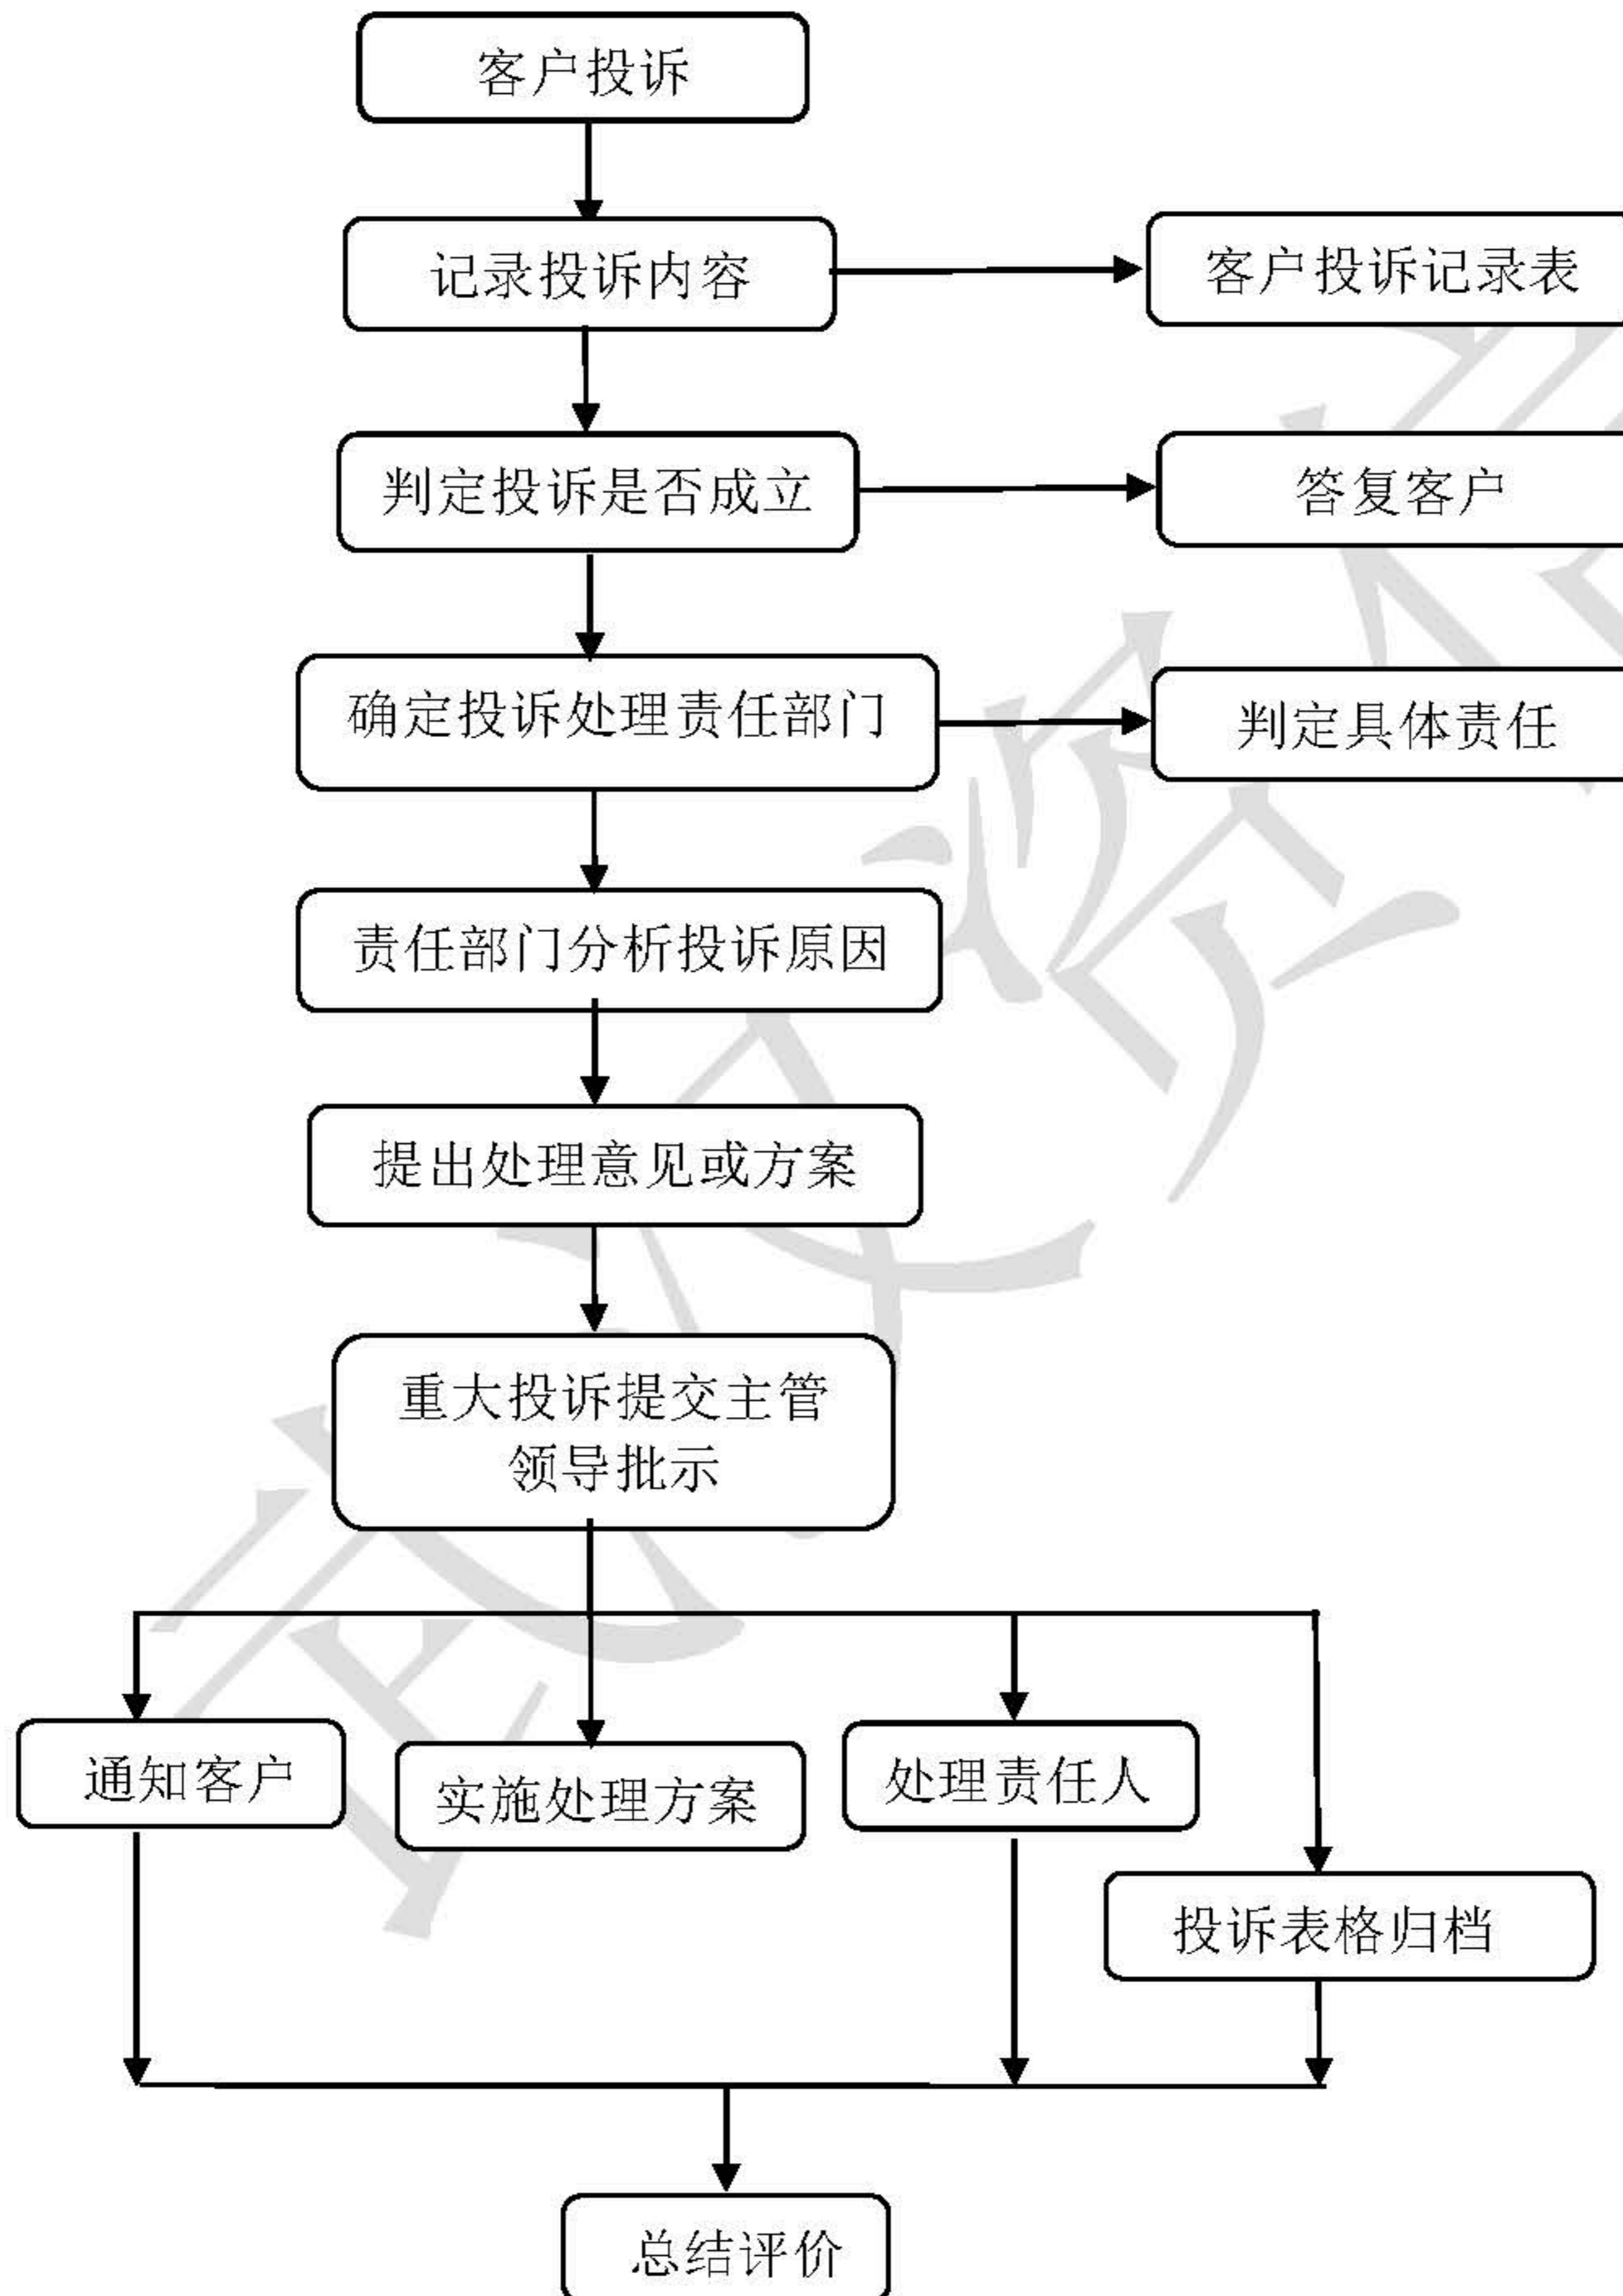 客户投诉
记录投诉内容
客户投诉记录表
判定投诉是否成立
答复客户
确定投诉处理责任部门
判定具体责任
责任部门分析投诉原因
提出处理意见或方案
重大投诉提交主管
领导批示
通知客户
实施处理方案
处理责任人
投诉表格归档
总结评价